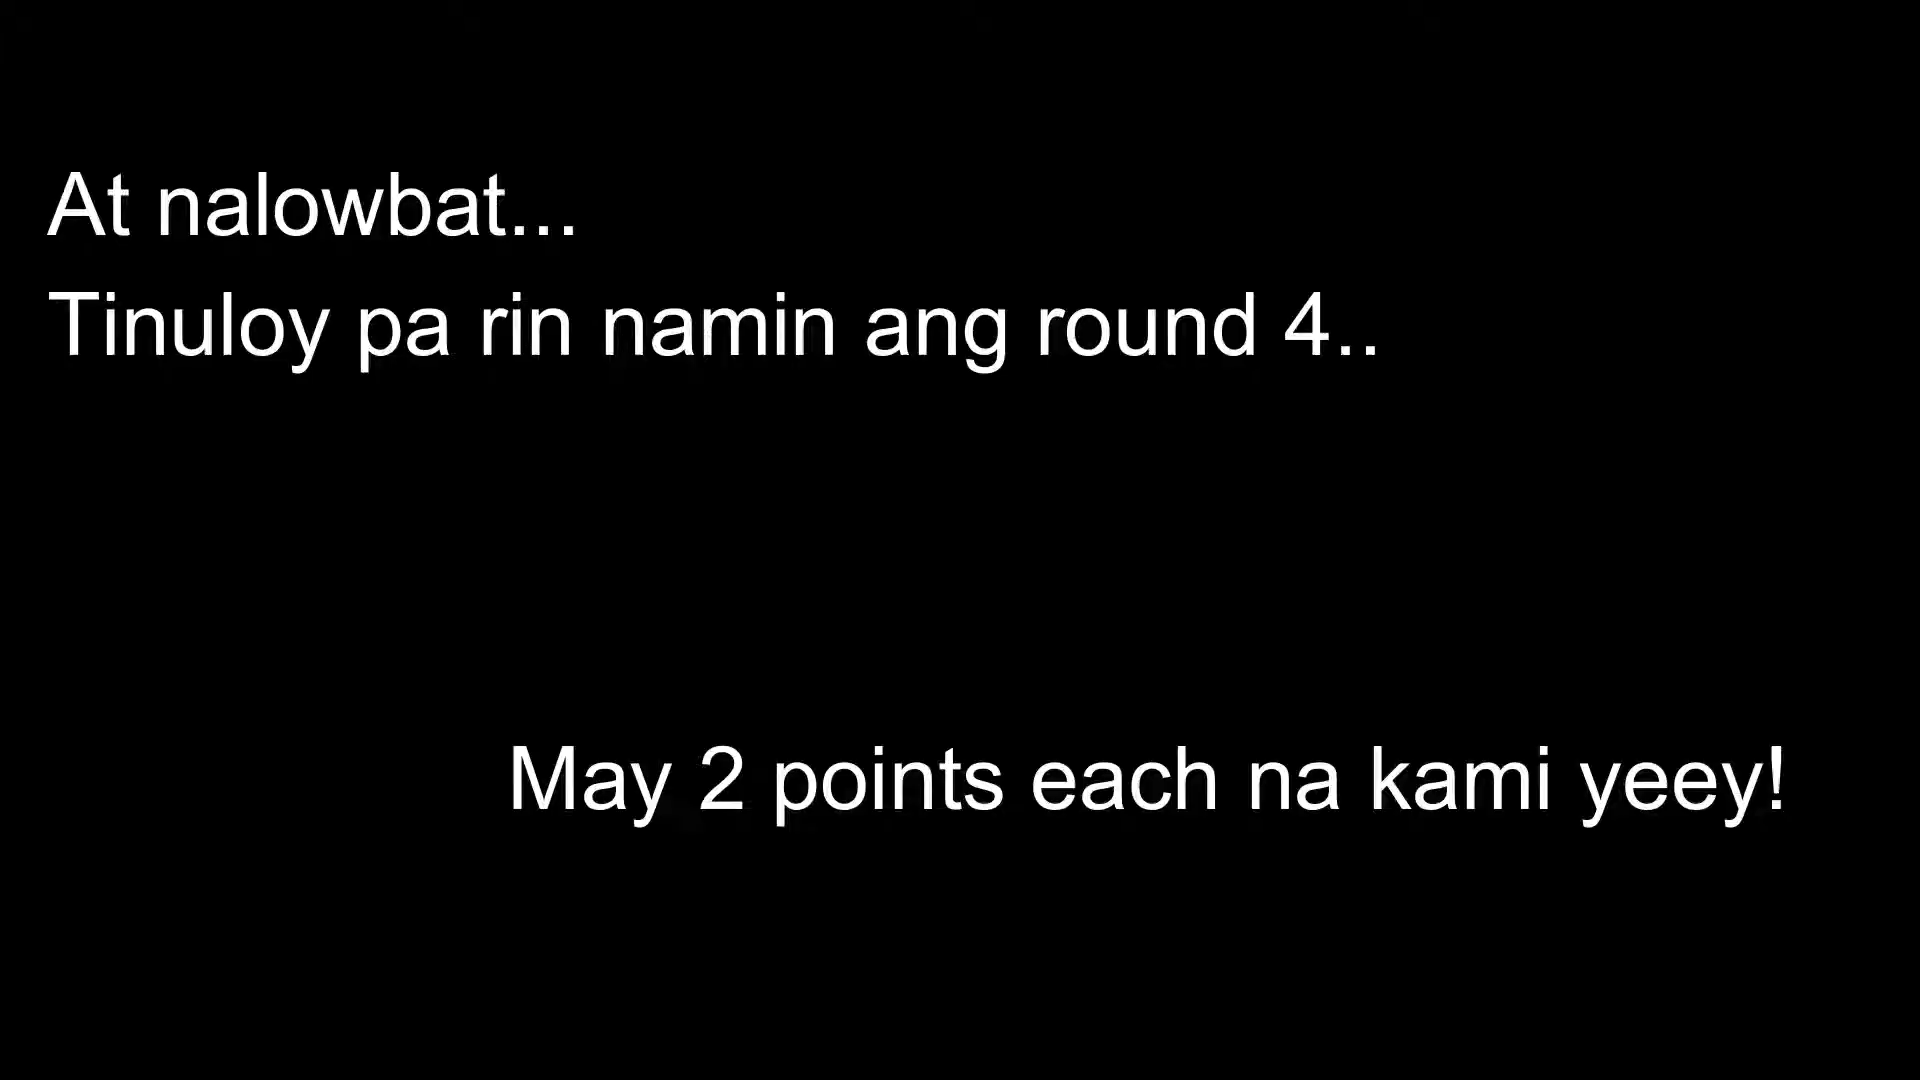 At nalowbat...
Tinuloy pa rin namin ang round 4..
May 2 points each na kami yeey!